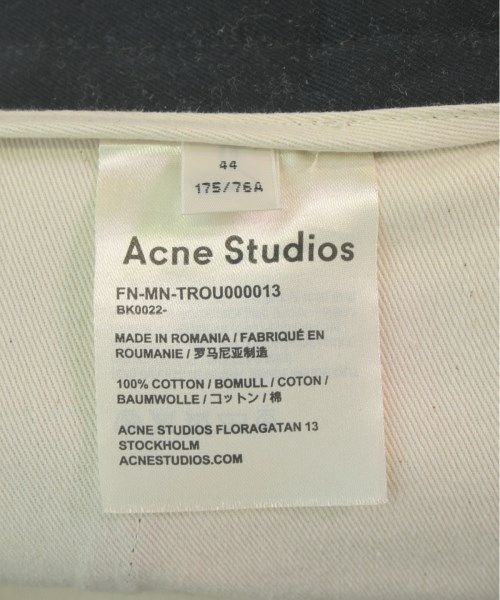 44
175/76A
Acne Studios
FN-MN-TROU000013
BK0022-
MADE IN ROMANIA / FABRIQUÉ EN
ROUMANIE / 罗马尼亚制造
100% COTTON / BOMULL / COTON /
BAUMWOLLE / コットン / 棉
ACNE STUDIOS FLORAGATAN 13
STOCKHOLM
ACNESTUDIOS.COM